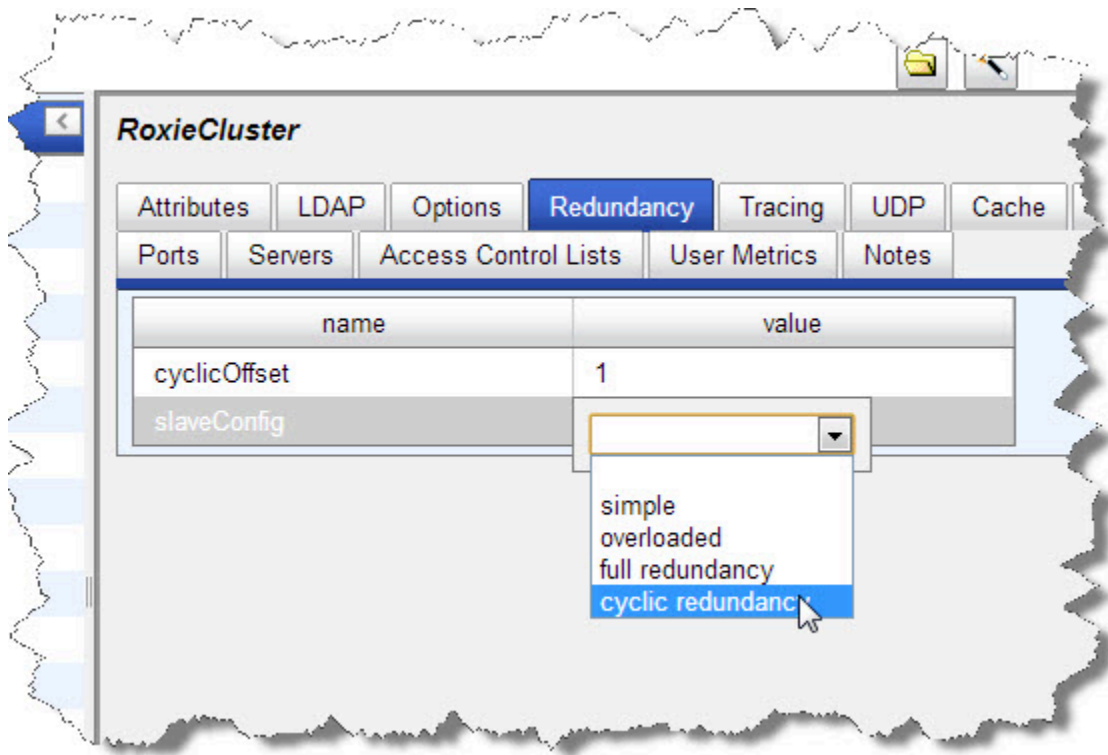 RoxieCluster
Attributes LDAP Options Redundancy Tracing UDP Cache
Ports Servers Access Control Lists User Metrics Notes
name value
cyclicOffset 1
slaveConfig
simple
overloaded
full redundancy
cyclic redundancy